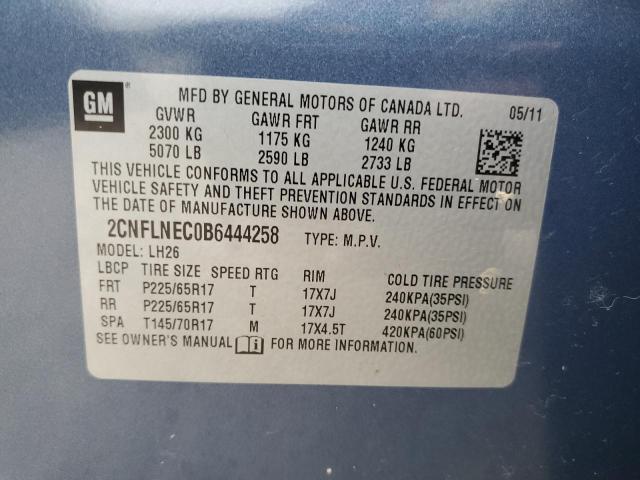 GM
MFD BY GENERAL MOTORS OF CANADA LTD. 05/11
GVWR GAWR FRT GAWR RR
2300 KG 1175 KG 1240 KG
5070 LB 2590 LB 2733 LB
THIS VEHICLE CONFORMS TO ALL APPLICABLE U.S. FEDERAL MOTOR
VEHICLE SAFETY AND THEFT PREVENTION STANDARDS IN EFFECT ON
THE DATE OF MANUFACTURE SHOWN ABOVE.
2CNFLNEC0B6444258 TYPE: M.P.V.
MODEL: LH26
LBCP TIRE SIZE SPEED RTG RIM COLD TIRE PRESSURE
FRT P225/65R17 T 17X7J 240KPA(35PSI)
RR P225/65R17 T 17X7J 240KPA(35PSI)
SPA T145/70R17 M 17X4.5T 420KPA(60PSI)
SEE OWNER'S MANUAL i FOR MORE INFORMATION.